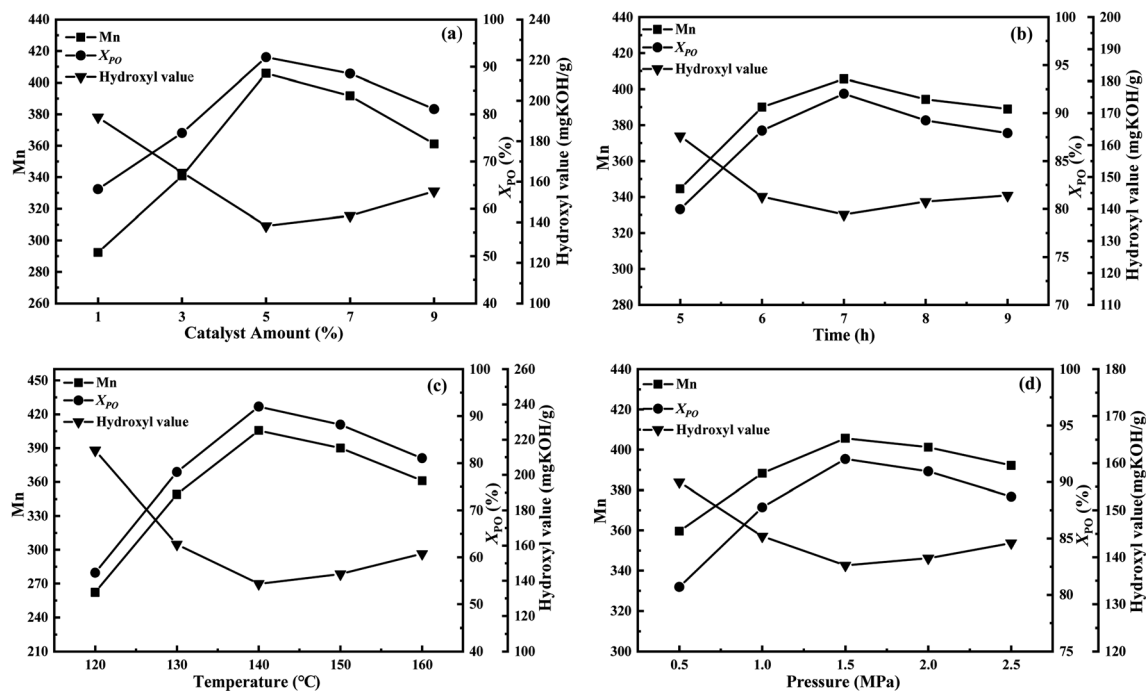 (a)
Mn
X_PO
Hydroxyl value
440
420
400
380
360
340
320
300
280
260
Mn
1 3 5 7 9
Catalyst Amount (%)
100
90
80
70
60
50
40
X_PO (%)
240
220
200
180
160
140
120
100
Hydroxyl value (mgKOH/g)
(b)
Mn
X_PO
Hydroxyl value
440
420
400
380
360
340
320
300
280
Mn
5 6 7 8 9
Time (h)
100
95
90
85
80
75
70
X_PO (%)
200
190
180
170
160
150
140
130
120
110
Hydroxyl value (mgKOH/g)
(c)
Mn
X_PO
Hydroxyl value
450
420
390
360
330
300
270
240
210
Mn
120 130 140 150 160
Temperature (℃)
100
90
80
70
60
50
40
X_PO (%)
260
240
220
200
180
160
140
120
100
Hydroxyl value (mgKOH/g)
(d)
Mn
X_PO
Hydroxyl value
440
420
400
380
360
340
320
300
Mn
0.5 1.0 1.5 2.0 2.5
Pressure (MPa)
100
95
90
85
80
75
X_PO (%)
180
170
160
150
140
130
120
Hydroxyl value(mgKOH/g)